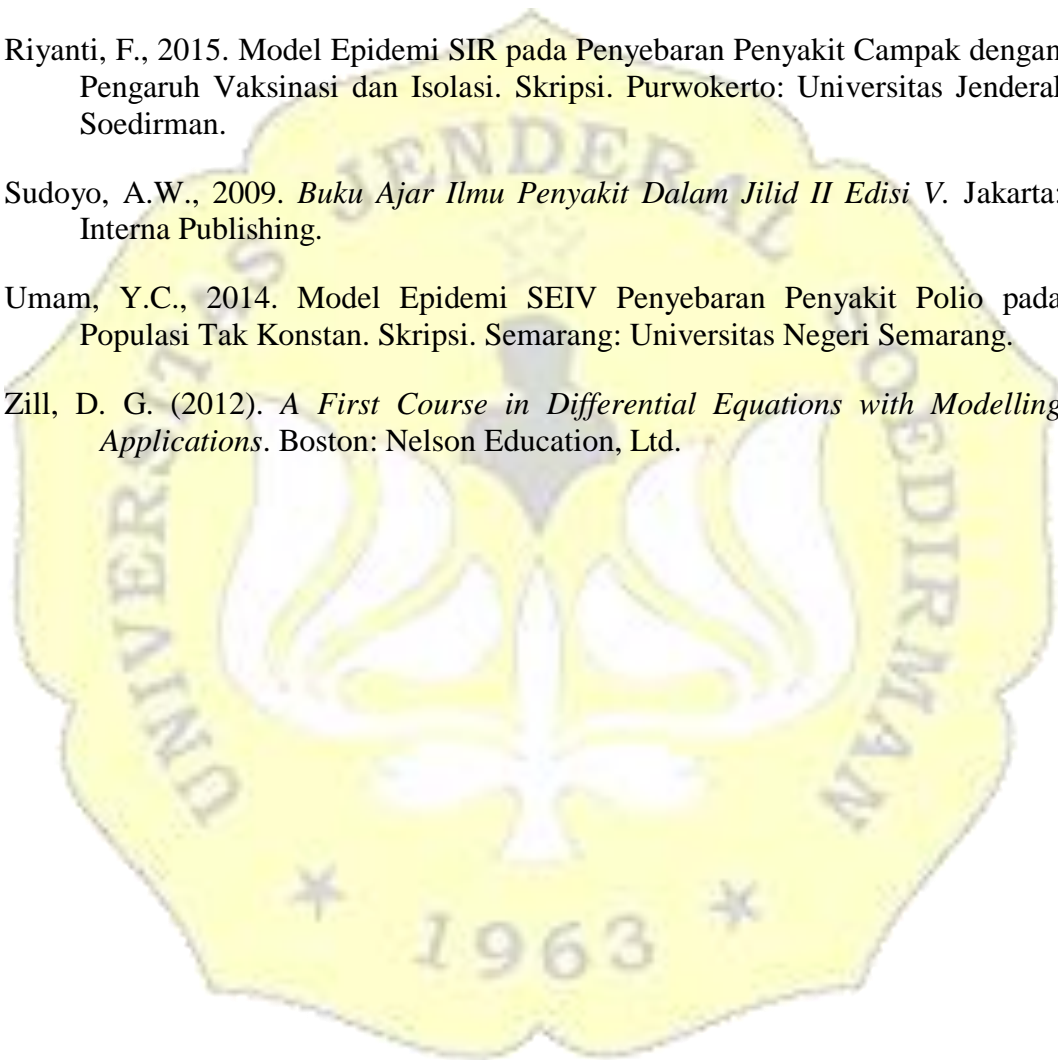 Riyanti, F., 2015. Model Epidemi SIR pada Penyebaran Penyakit Campak dengan
Pengaruh Vaksinasi dan Isolasi. Skripsi. Purwokerto: Universitas Jenderal
Soedirman.
Sudoyo, A.W., 2009. Buku Ajar Ilmu Penyakit Dalam Jilid II Edisi V. Jakarta:
Interna Publishing.
Umam, Y.C., 2014. Model Epidemi SEIV Penyebaran Penyakit Polio pada
Populasi Tak Konstan. Skripsi. Semarang: Universitas Negeri Semarang.
Zill, D. G. (2012). A First Course in Differential Equations with Modelling
Applications. Boston: Nelson Education, Ltd.
UNIVERSITAS JENDERAL SOEDIRMAN
1963